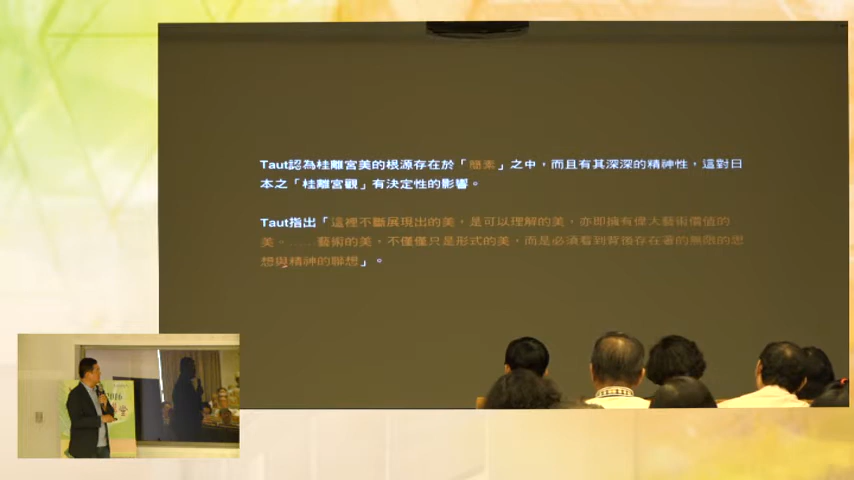 Taut認為桂離宮美的根源存在於「簡素」之中，而且有其深深的精神性，這對日
本之「桂離宮觀」有決定性的影響。
Taut指出「這裡不斷展現出的美，是可以理解的美，亦即擁有偉大藝術價值的
美。……藝術的美，不僅僅只是形式的美，而是必須看到背後存在著的無限的思
想與精神的聯想」。